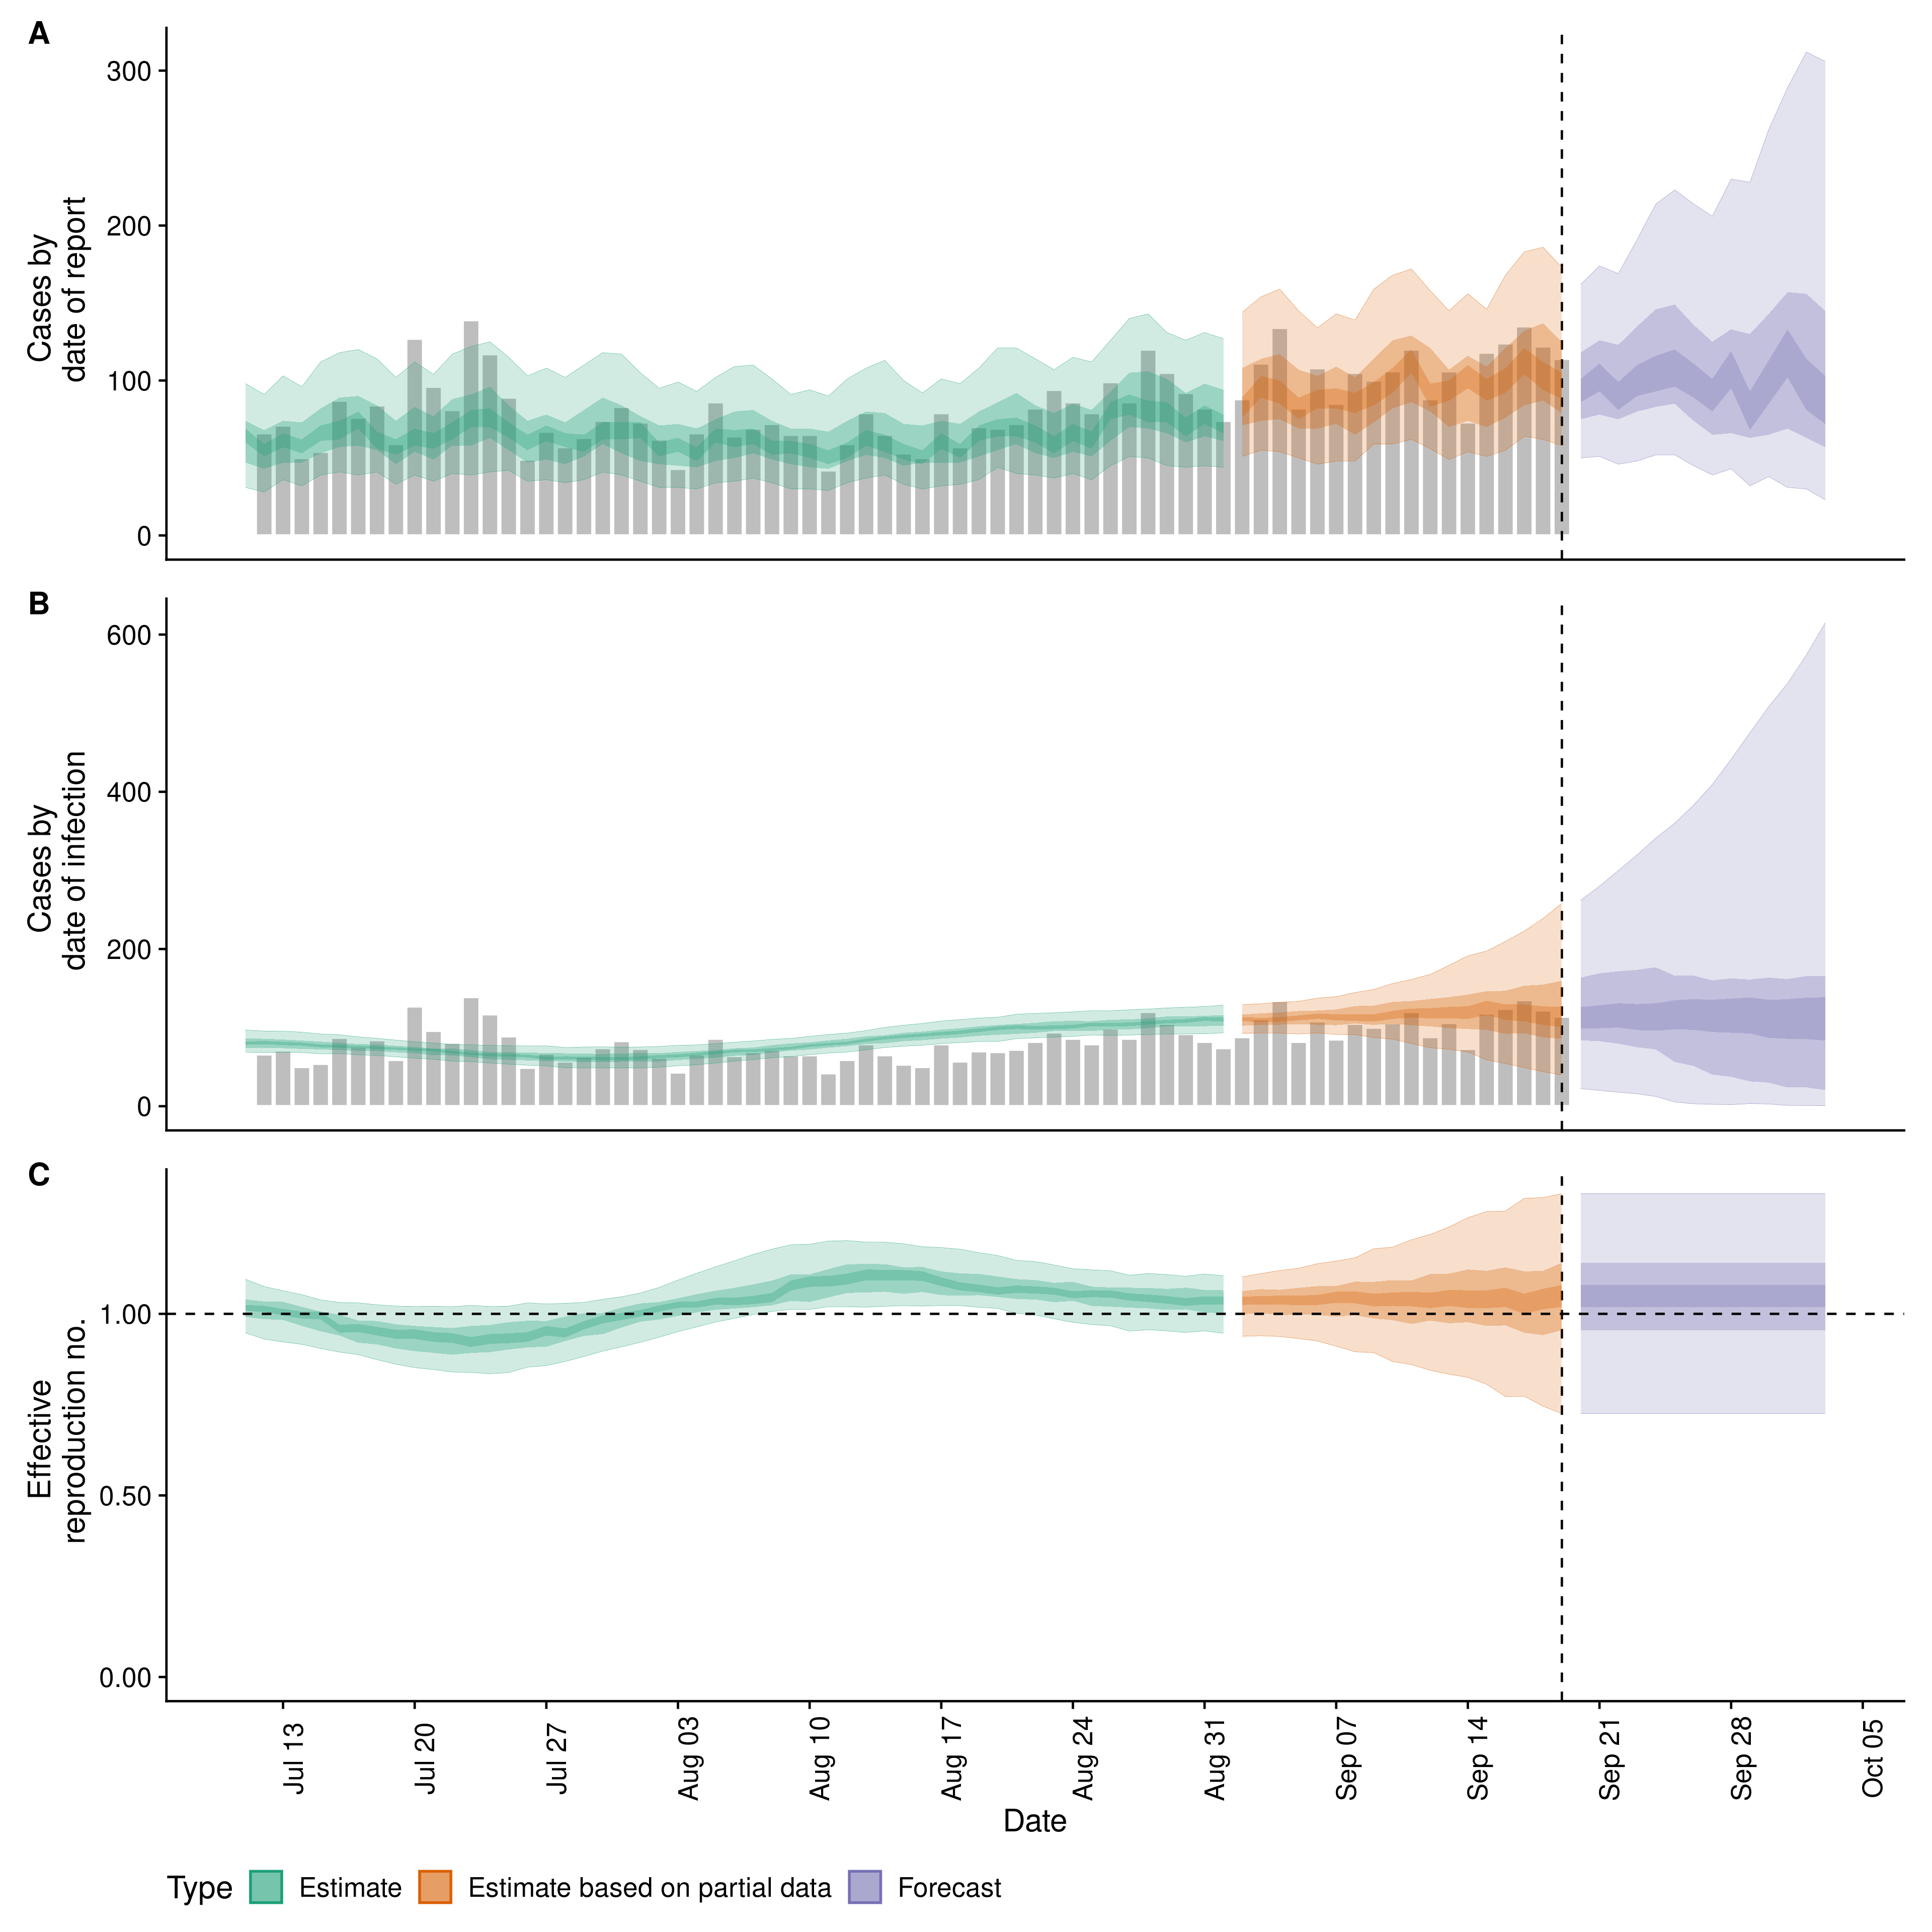 A
300
200
100
0
Cases by
date of report
B
600
400
200
0
Cases by
date of infection
C
1.00
0.50
0.00
Effective
reproduction no.
Jul 13
Jul 20
Jul 27
Aug 03
Aug 10
Aug 17
Aug 24
Aug 31
Sep 07
Sep 14
Sep 21
Sep 28
Oct 05
Date
Type Estimate Estimate based on partial data Forecast